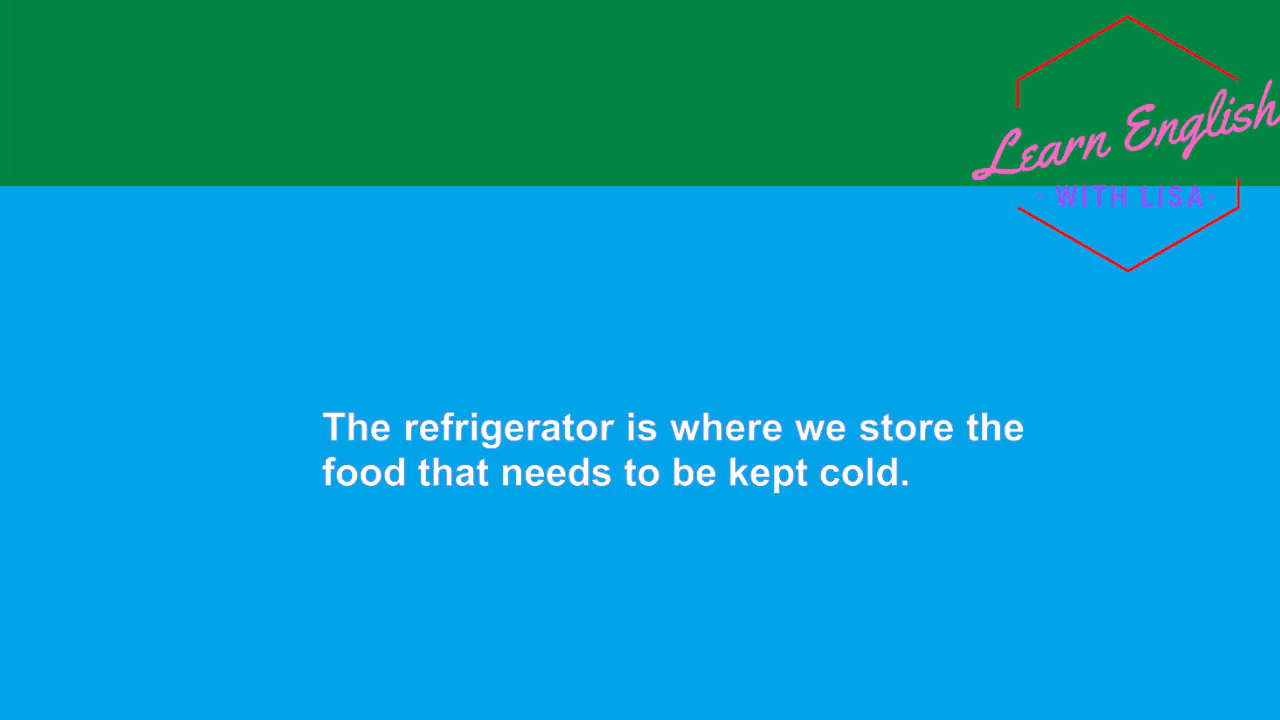 Learn English
· WITH LISA ·
The refrigerator is where we store the
food that needs to be kept cold.